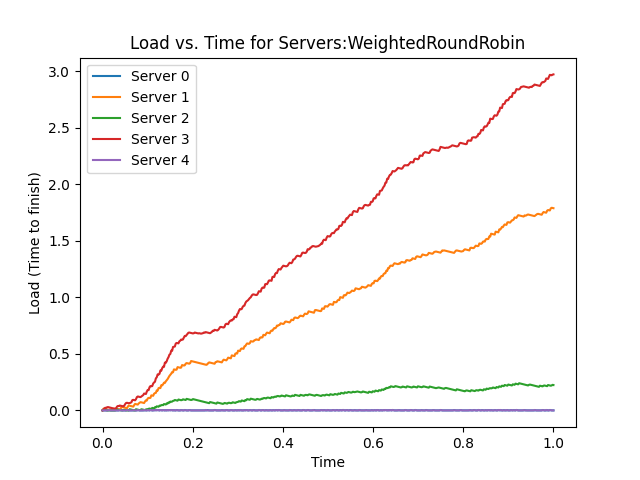 Load vs. Time for Servers:WeightedRoundRobin
Server 0
Server 1
Server 2
Server 3
Server 4
3.0
2.5
2.0
1.5
1.0
0.5
0.0
Load (Time to finish)
0.0 0.2 0.4 0.6 0.8 1.0
Time